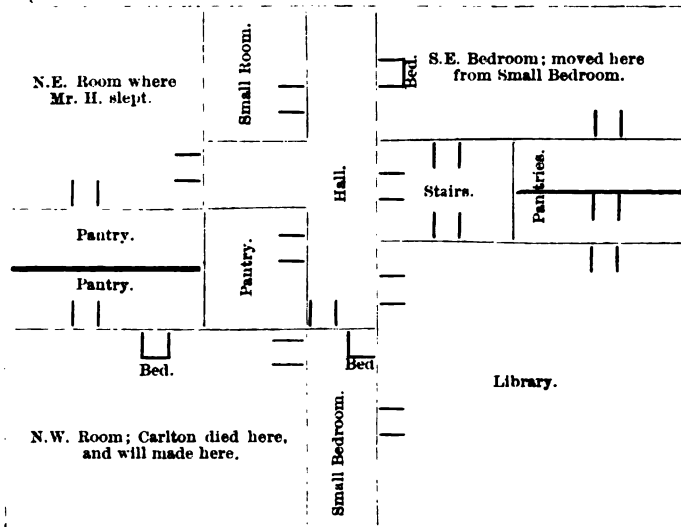 N.E. Room where
Mr. H. slept.
Small Room.
Bed.
S.E. Bedroom; moved here
from Small Bedroom.
Hall.
Stairs.
Pantries.
Pantry.
Pantry.
Pantry.
Bed.
Bed
Library.
N.W. Room; Carlton died here,
and will made here.
Small Bedroom.